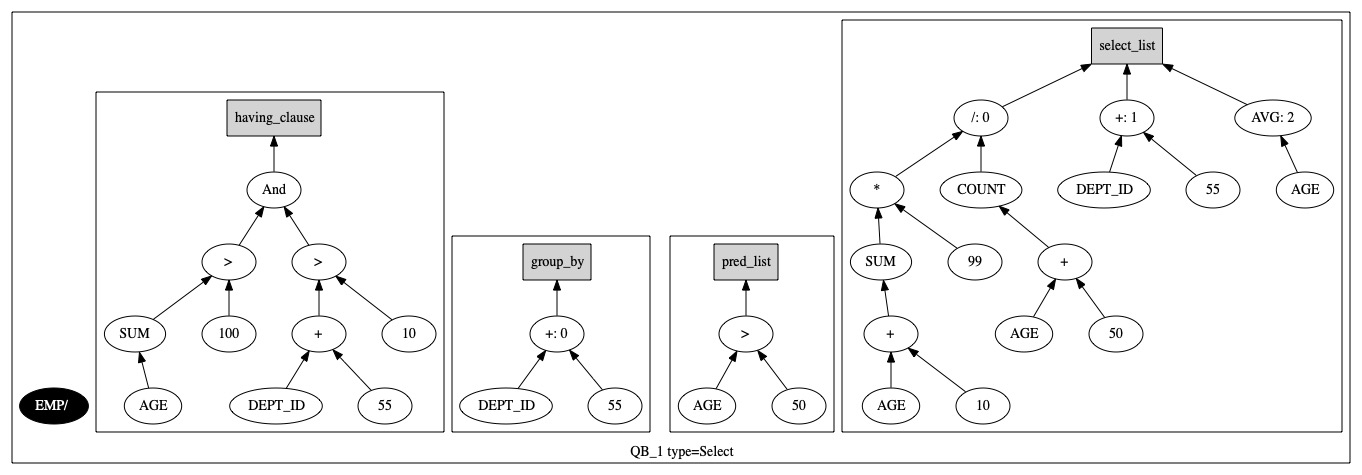 select_list
having_clause
/: 0
+: 1
AVG: 2
And
*
COUNT
DEPT_ID
55
AGE
>
>
group_by
pred_list
SUM
99
+
SUM
100
+
10
+: 0
>
+
AGE
50
EMP/
AGE
DEPT_ID
55
DEPT_ID
55
AGE
50
AGE
10
QB_1 type=Select